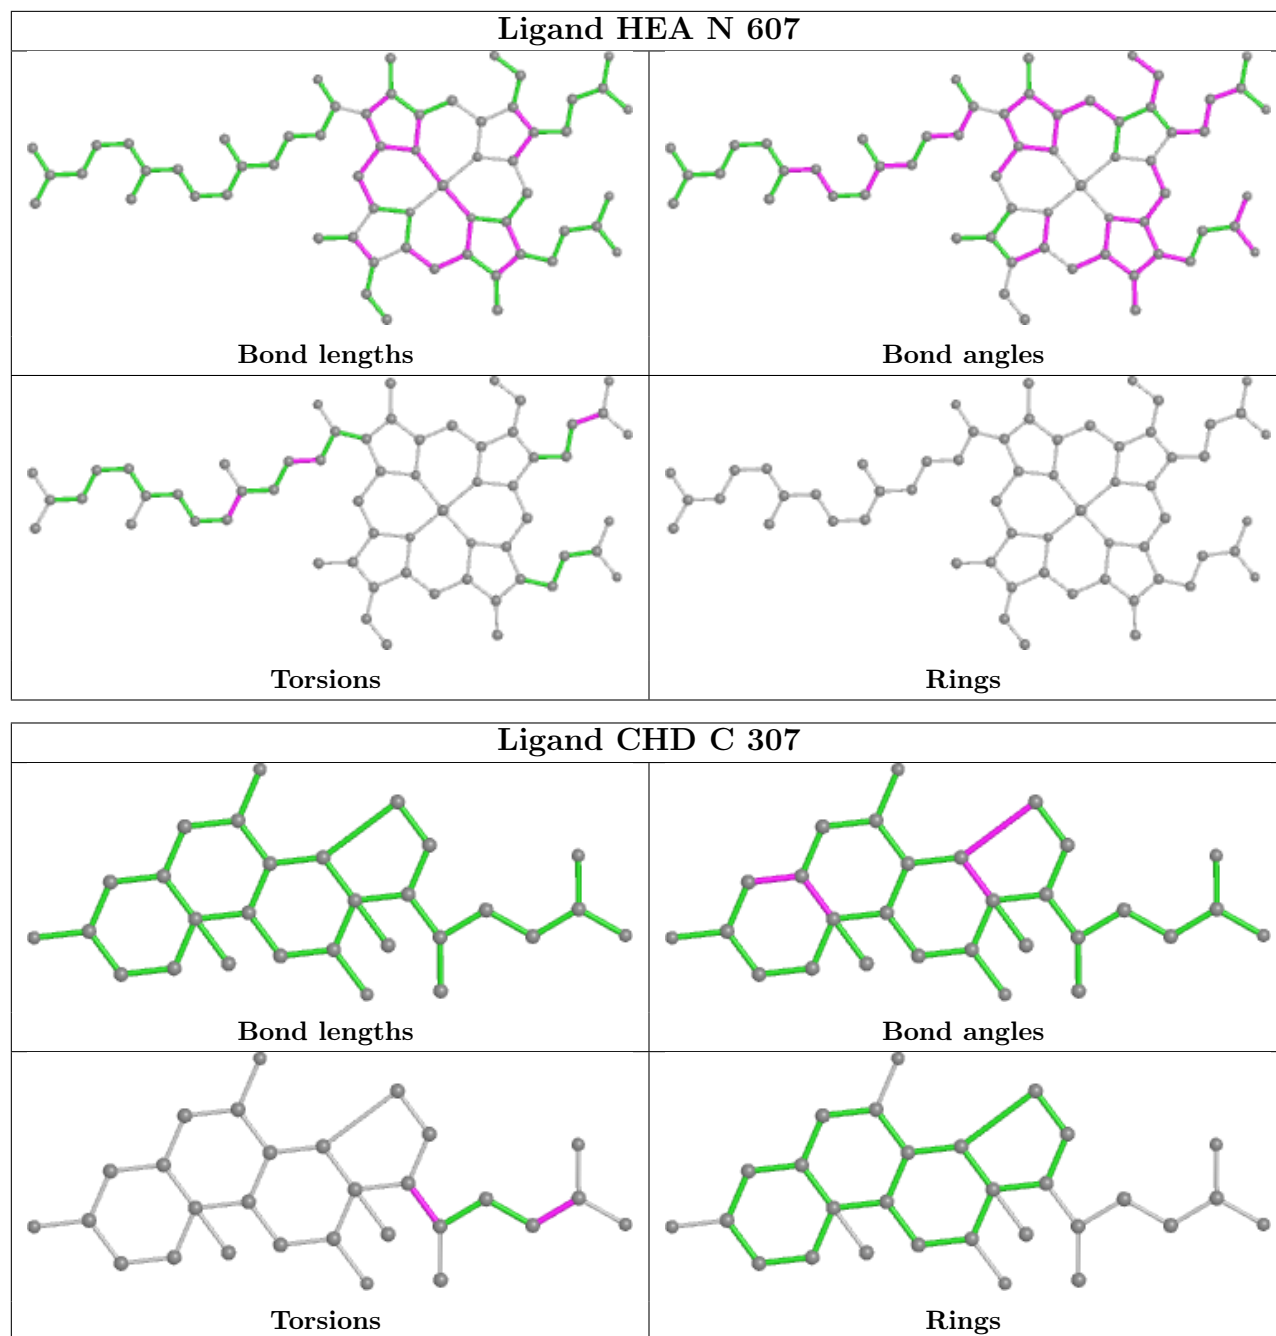 Ligand HEA N 607
Bond lengths
Bond angles
Torsions
Rings
Ligand CHD C 307
Bond lengths
Bond angles
Torsions
Rings